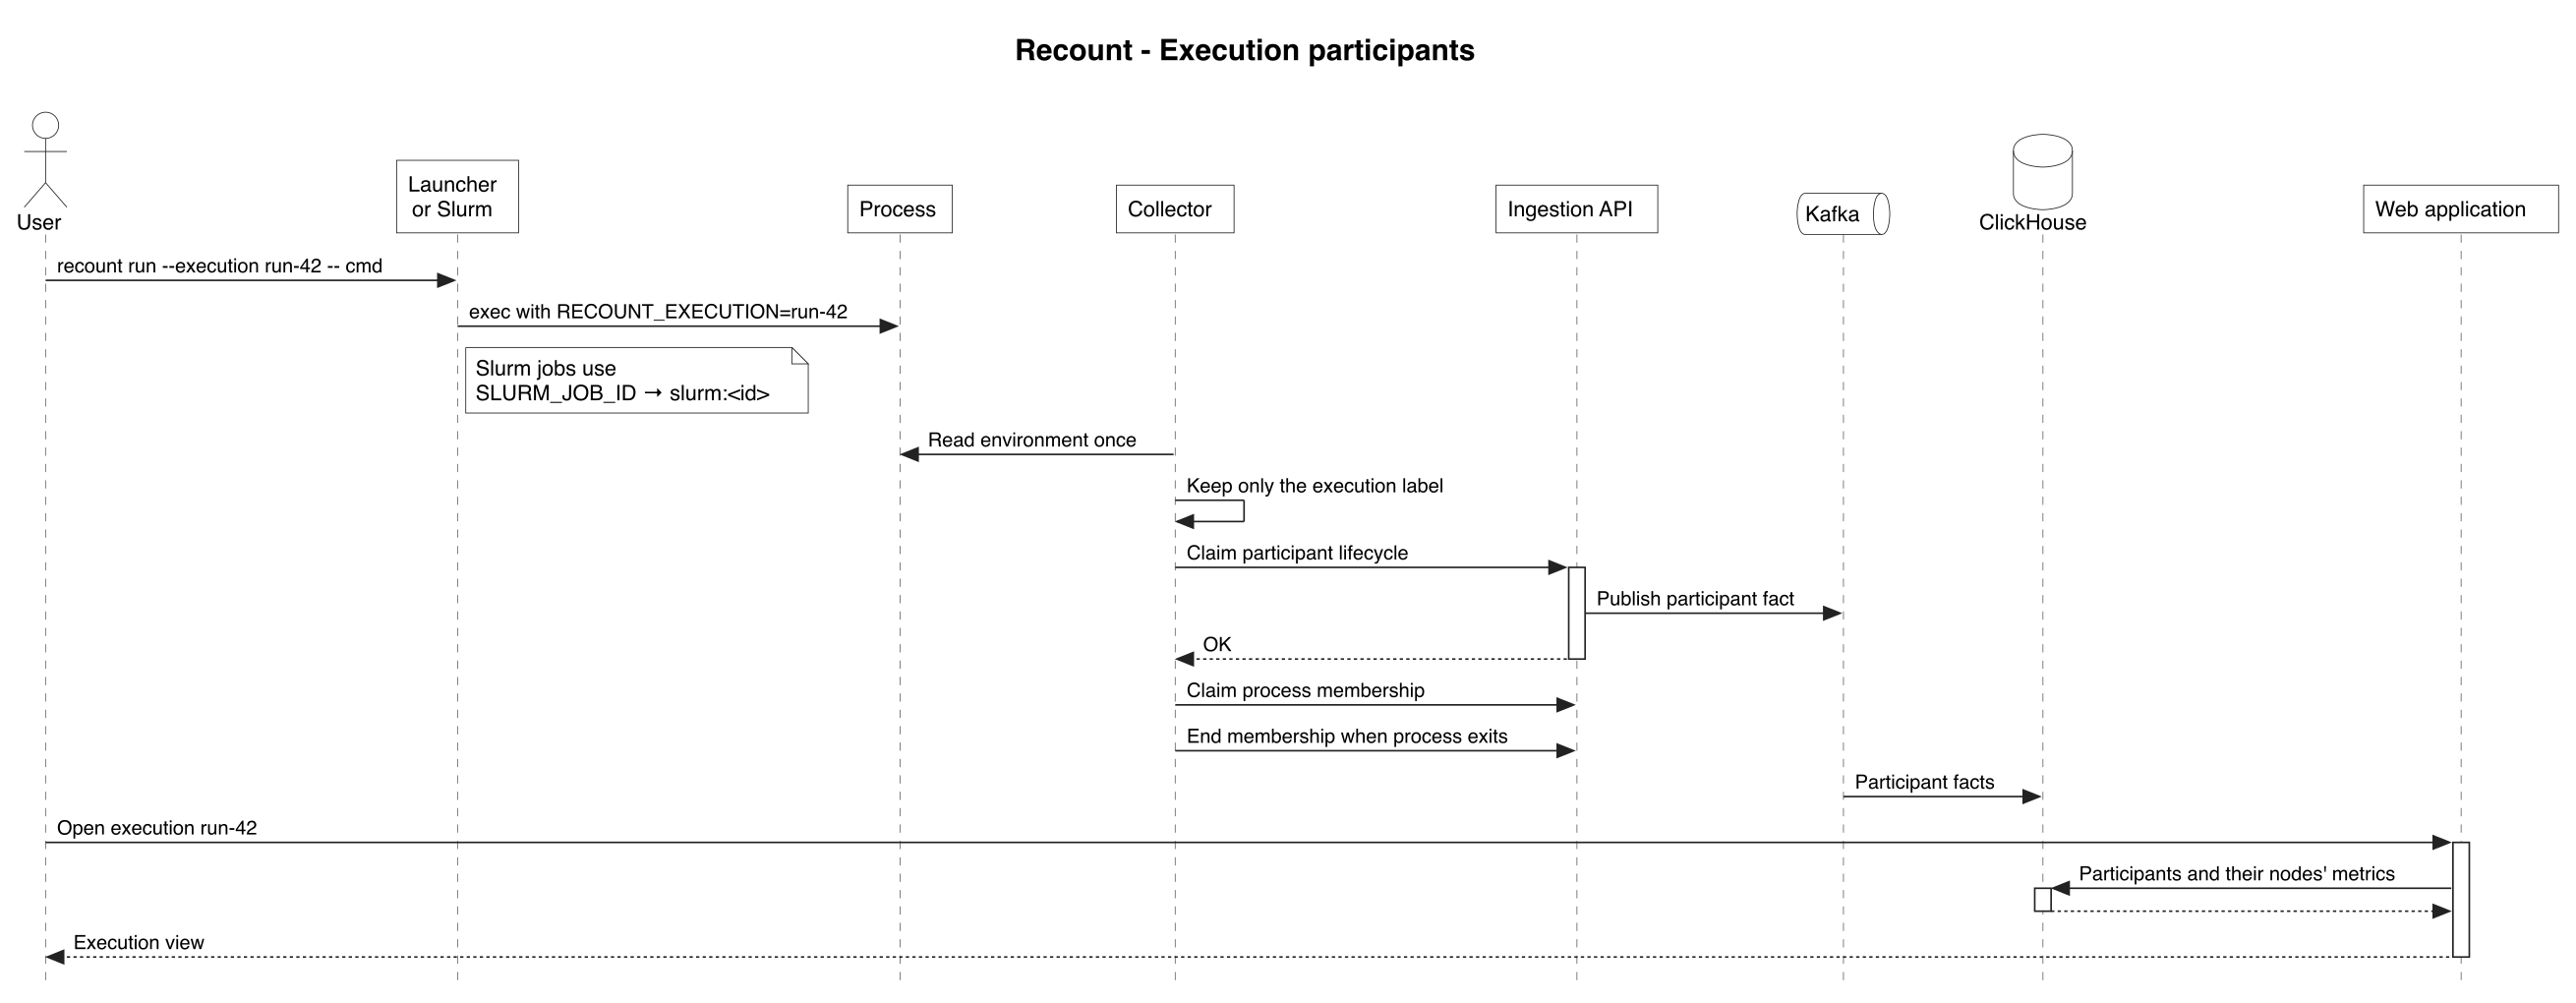 Recount - Execution participants
User
Launcher
or Slurm
Process
Collector
Ingestion API
Kafka
ClickHouse
Web application
recount run --execution run-42 -- cmd
exec with RECOUNT_EXECUTION=run-42
Slurm jobs use
SLURM_JOB_ID → slurm:<id>
Read environment once
Keep only the execution label
Claim participant lifecycle
Publish participant fact
OK
Claim process membership
End membership when process exits
Participant facts
Open execution run-42
Participants and their nodes' metrics
Execution view